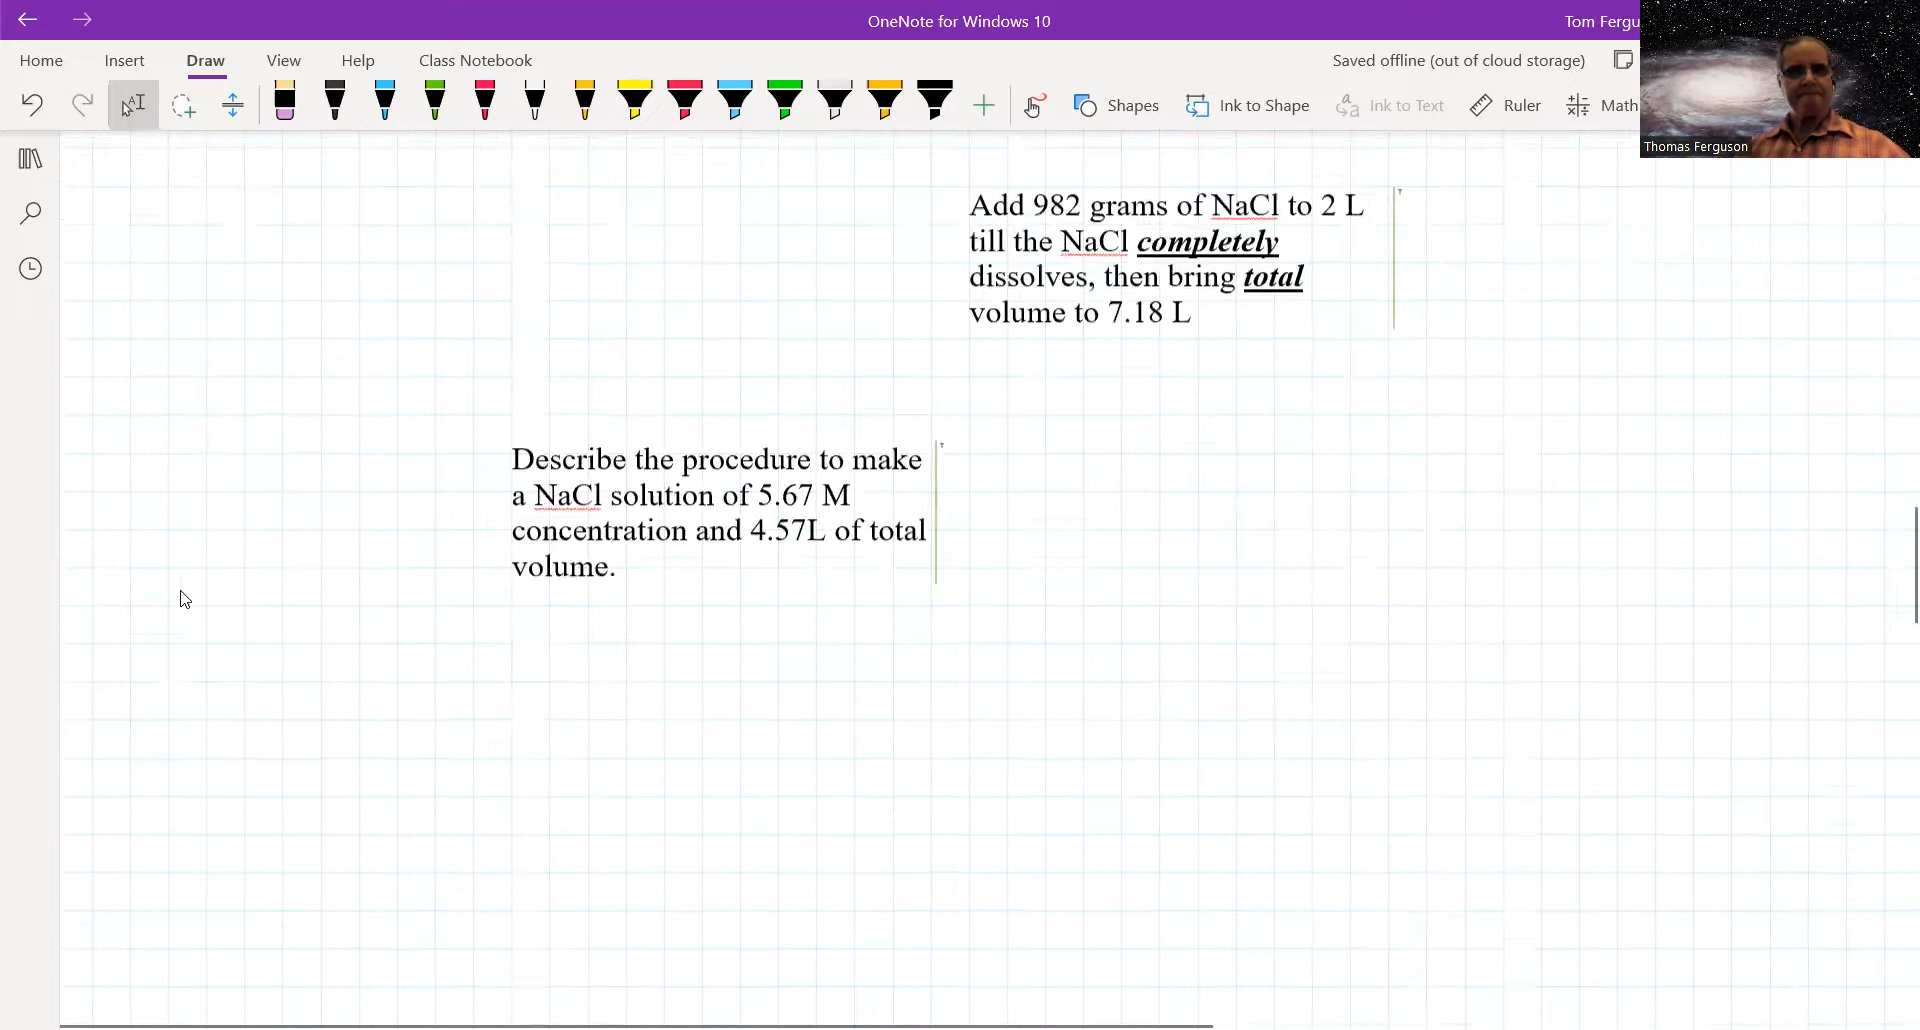 OneNote for Windows 10
Tom Fergu
Home
Insert
Draw
View
Help
Class Notebook
Saved offline (out of cloud storage)
Shapes
Ink to Shape
Ink to Text
Ruler
Math
Thomas Ferguson
Add 982 grams of NaCl to 2 L
till the NaCl completely
dissolves, then bring total
volume to 7.18 L
Describe the procedure to make
a NaCl solution of 5.67 M
concentration and 4.57L of total
volume.